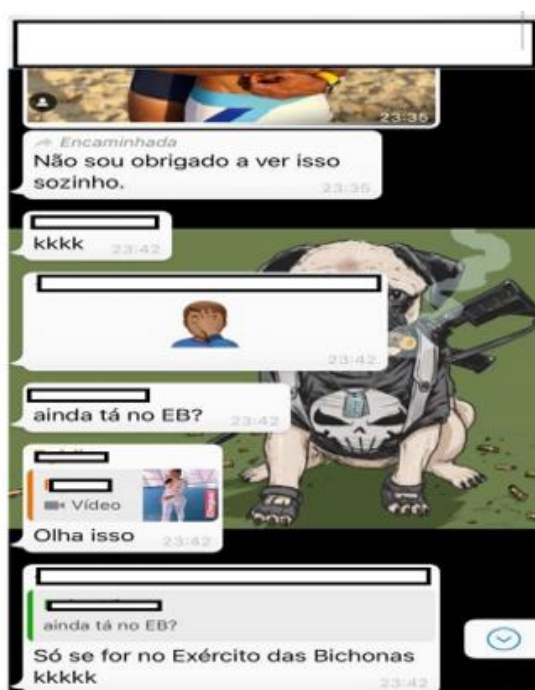 23:35
Encaminhada
Não sou obrigado a ver isso
sozinho.
23:35
kkkk 23:42
23:42
ainda tá no EB? 23:42
Vídeo
Olha isso 23:42
ainda tá no EB?
Só se for no Exército das Bichonas
kkkkk 23:42